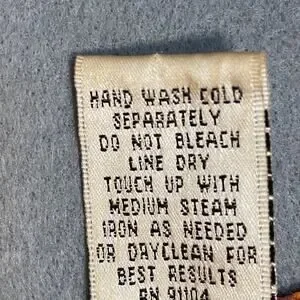 HAND WASH COLD
SEPARATELY
DO NOT BLEACH
LINE DRY
TOUCH UP WITH
MEDIUM STEAM
IRON AS NEEDED
OR DRYCLEAN FOR
BEST RESULTS
RN 91104